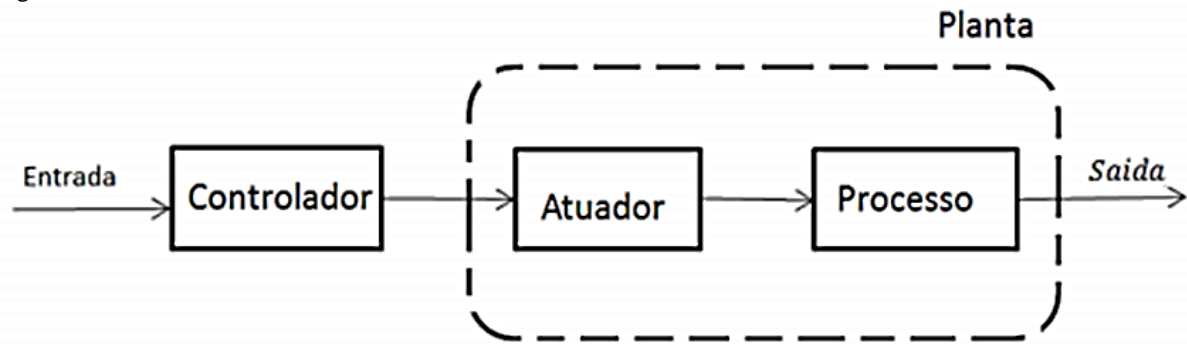 Planta
Entrada
Controlador
Atuador
Processo
Saida